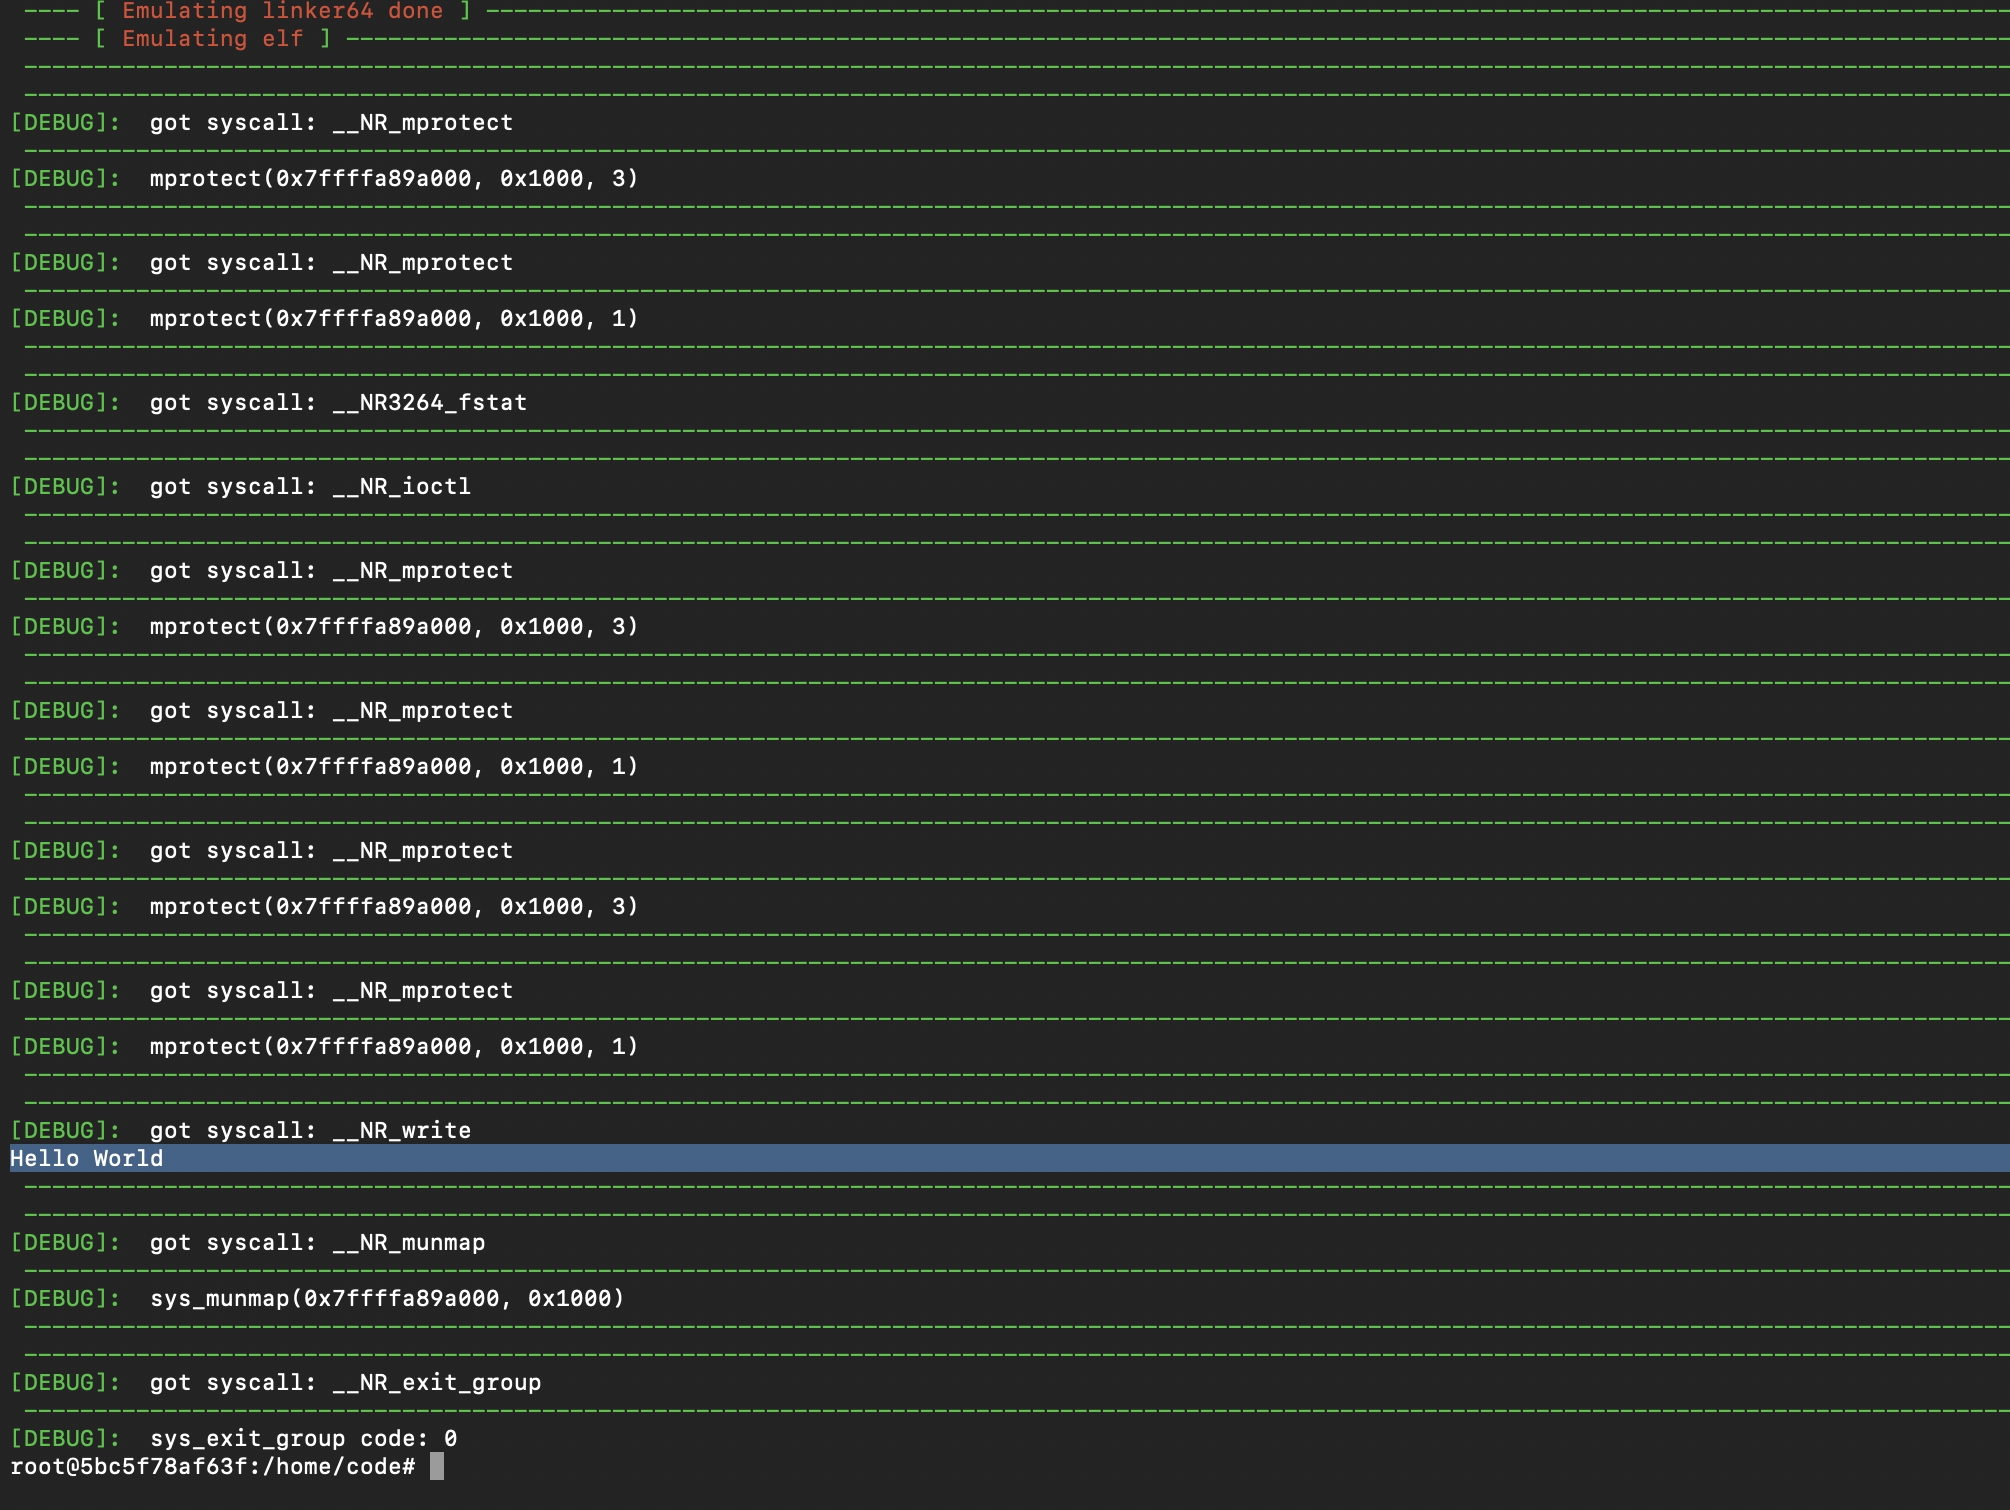 ---- [ Emulating linker64 done ] ----
---- [ Emulating elf ] ----
[DEBUG]:  got syscall: __NR_mprotect
[DEBUG]:  mprotect(0x7ffffa89a000, 0x1000, 3)
[DEBUG]:  got syscall: __NR_mprotect
[DEBUG]:  mprotect(0x7ffffa89a000, 0x1000, 1)
[DEBUG]:  got syscall: __NR3264_fstat
[DEBUG]:  got syscall: __NR_ioctl
[DEBUG]:  got syscall: __NR_mprotect
[DEBUG]:  mprotect(0x7ffffa89a000, 0x1000, 3)
[DEBUG]:  got syscall: __NR_mprotect
[DEBUG]:  mprotect(0x7ffffa89a000, 0x1000, 1)
[DEBUG]:  got syscall: __NR_mprotect
[DEBUG]:  mprotect(0x7ffffa89a000, 0x1000, 3)
[DEBUG]:  got syscall: __NR_mprotect
[DEBUG]:  mprotect(0x7ffffa89a000, 0x1000, 1)
[DEBUG]:  got syscall: __NR_write
Hello World
[DEBUG]:  got syscall: __NR_munmap
[DEBUG]:  sys_munmap(0x7ffffa89a000, 0x1000)
[DEBUG]:  got syscall: __NR_exit_group
[DEBUG]:  sys_exit_group code: 0
root@5bc5f78af63f:/home/code#